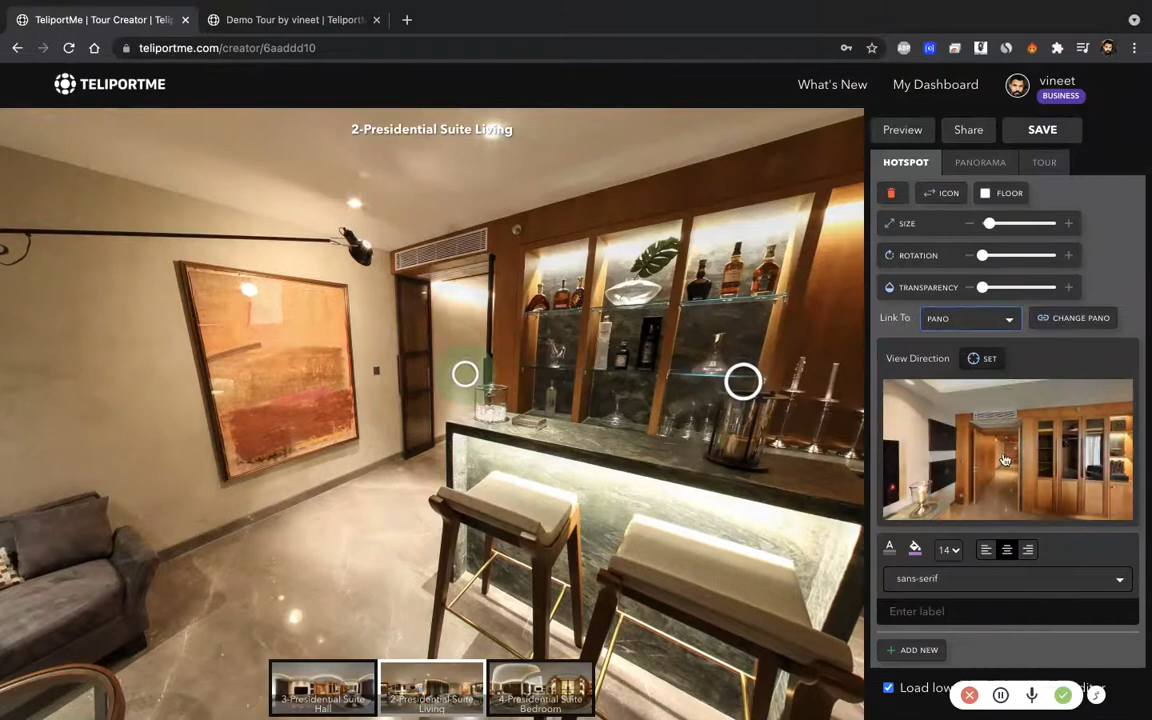 TeliportMe | Tour Creator | Teli
Demo Tour by vineet | Teliport
teliportme.com/creator/6aaddd10
TELIPORTME
What's New
My Dashboard
vineet
BUSINESS
2-Presidential Suite Living
Preview
Share
SAVE
HOTSPOT
PANORAMA
TOUR
ICON
FLOOR
SIZE
ROTATION
TRANSPARENCY
Link To
PANO
CHANGE PANO
View Direction
SET
A
14
sans-serif
Enter label
+ ADD NEW
3-Presidential Suite
Hall
2-Presidential Suite
Living
4-Presidential Suite
Bedroom
Load low